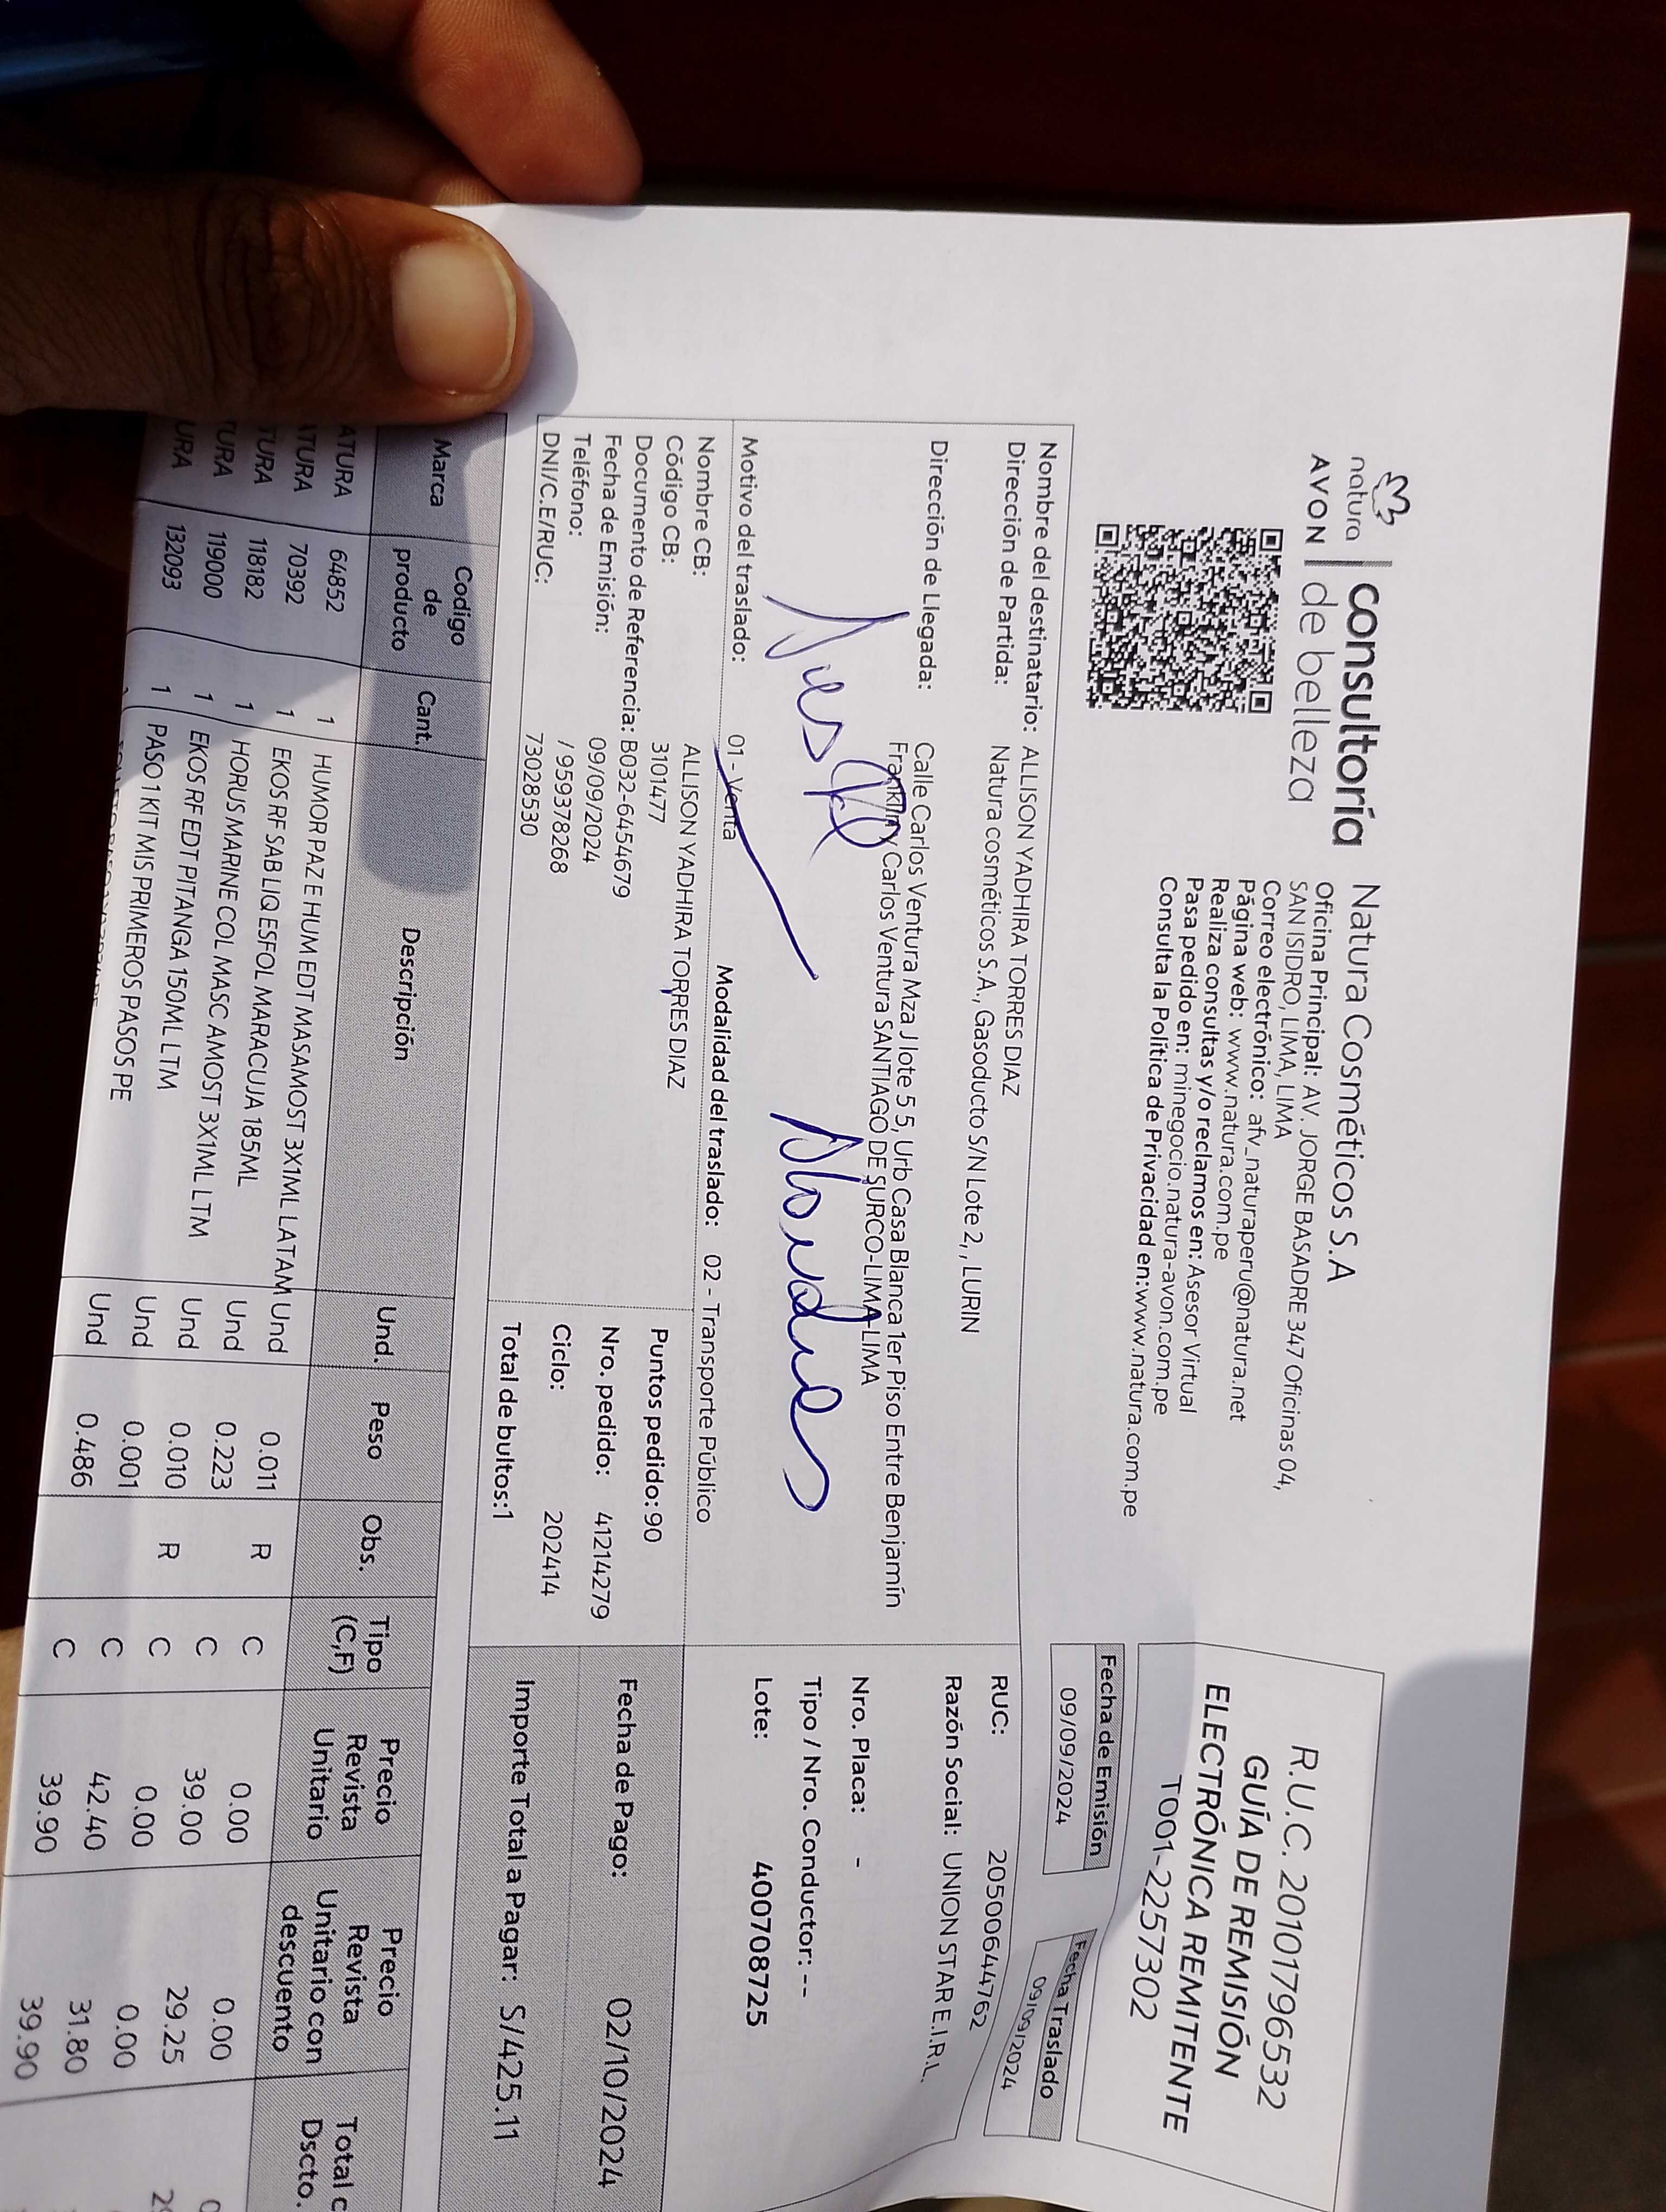 natura
AVON
consultoría
de belleza
Natura Cosméticos S.A
Oficina Principal: AV. JORGE BASADRE 347 Oficinas 04,
SAN ISIDRO, LIMA, LIMA
Correo electrónico: afv_naturaperu@natura.net
Página web: www.natura.com.pe
Realiza consultas y/o reclamos en: Asesor Virtual
Pasa pedido en: minegocio.natura-avon.com.pe
Consulta la Política de Privacidad en:www.natura.com.pe
R.U.C. 20101796532
GUÍA DE REMISIÓN
ELECTRÓNICA REMITENTE
T001-2257302
Fecha de Emisión
09/09/2024
Fecha Traslado
09/09/2024
Nombre del destinatario: ALLISON YADHIRA TORRES DIAZ
Dirección de Partida: Natura cosméticos S.A., Gasoducto S/N Lote 2, , LURIN
Dirección de Llegada: Calle Carlos Ventura Mza J lote 5 5, Urb Casa Blanca 1er Piso Entre Benjamín
Franklin y Carlos Ventura SANTIAGO DE SURCO-LIMA-LIMA
RUC: 20500644762
Razón Social: UNION STAR E.I.R.L.
Nro. Placa: -
Tipo / Nro. Conductor: --
Lote: 400708725
Motivo del traslado: 01 - Venta Modalidad del traslado: 02 - Transporte Público
Nombre CB: ALLISON YADHIRA TORRES DIAZ
Código CB: 3101477
Documento de Referencia: B032-6454679
Fecha de Emisión: 09/09/2024
Teléfono: / 959378268
DNI/C.E/RUC: 73028530
Puntos pedido: 90
Nro. pedido: 41214279
Ciclo: 202414
Total de bultos:1
Fecha de Pago: 02/10/2024
Importe Total a Pagar: S/425.11
Marca Codigo de producto Cant. Descripción Und. Peso Obs. Tipo (C,F) Precio Revista Unitario Precio Revista Unitario con descuento Total c Dscto.
ATURA 64852 1 HUMOR PAZ E HUM EDT MASAMOST 3X1ML LATAM Und 0.011 R C 0.00 0.00
ATURA 70392 1 EKOS RF SAB LIQ ESFOL MARACUJA 185ML Und 0.223 C 39.00 29.25
TURA 118182 1 HORUS MARINE COL MASC AMOST 3X1ML LTM Und 0.010 R C 0.00 0.00
TURA 119000 1 EKOS RF EDT PITANGA 150ML LTM Und 0.001 C 42.40 31.80
URA 132093 1 PASO 1 KIT MIS PRIMEROS PASOS PE Und 0.486 C 39.90 39.90